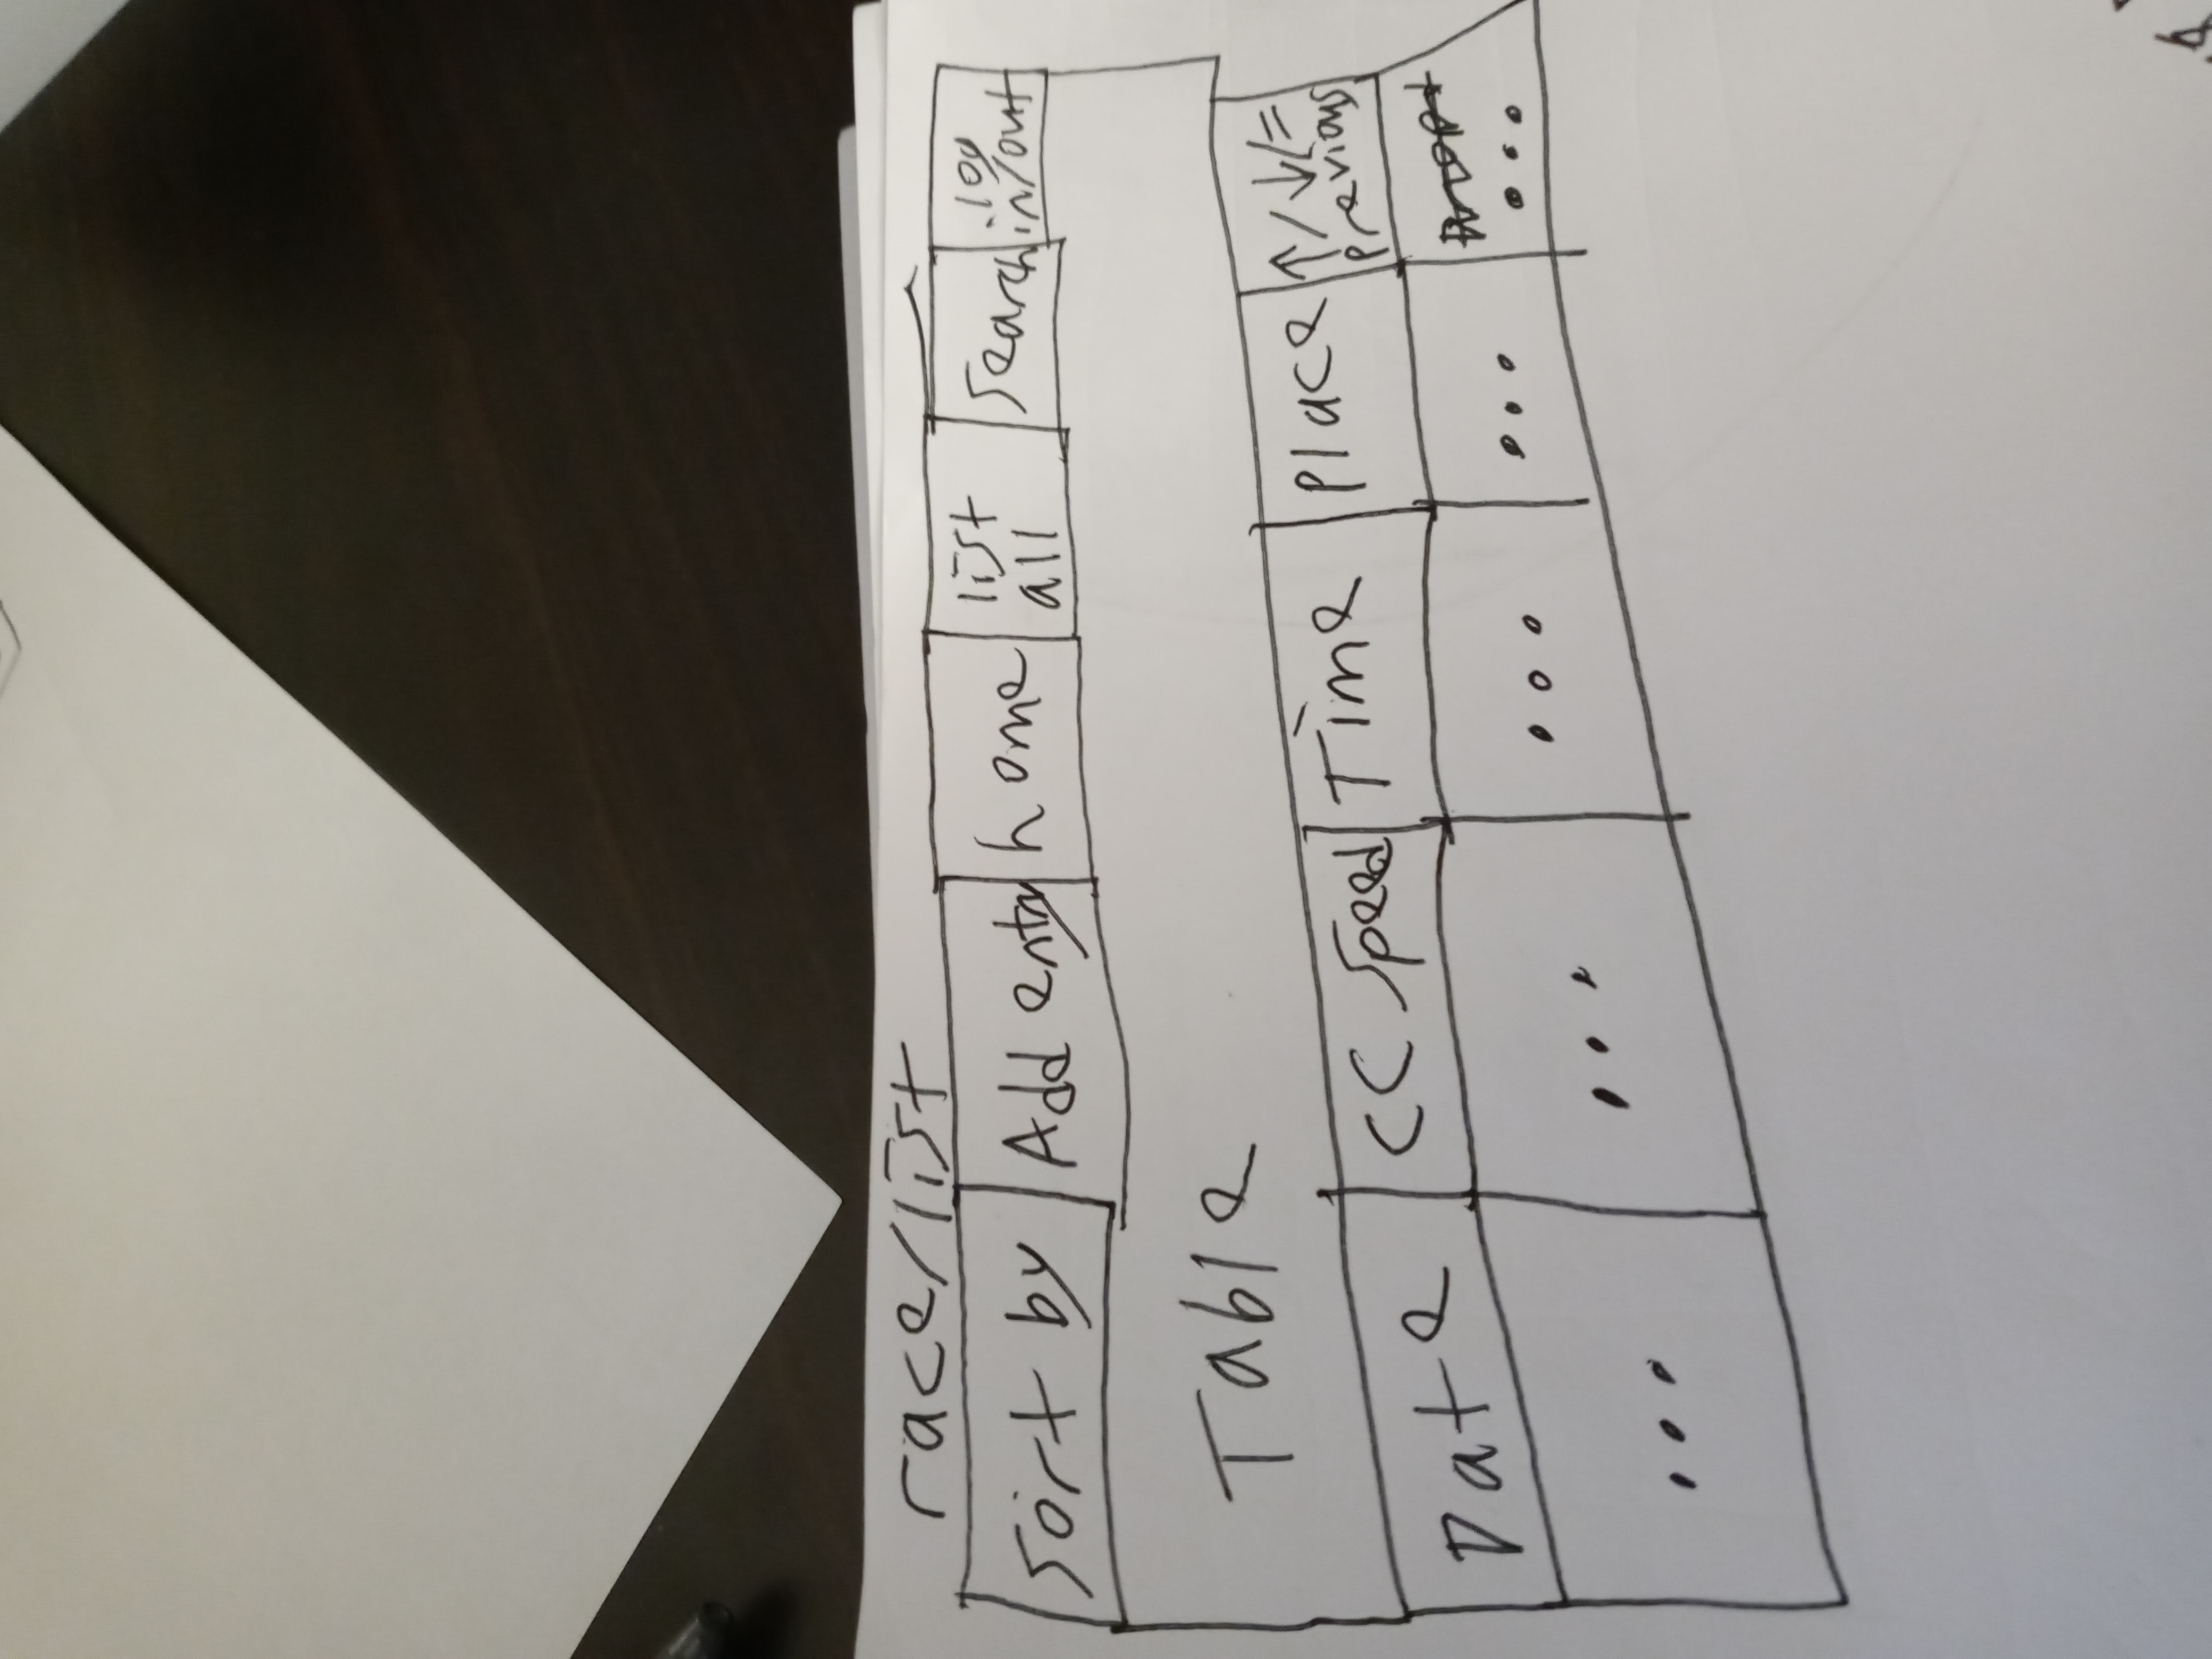 race/list
Sort by Add entry home list all search log in/out
Table
Date CC Speed Time place ↑/↓/= previous
... ... ... ... ...